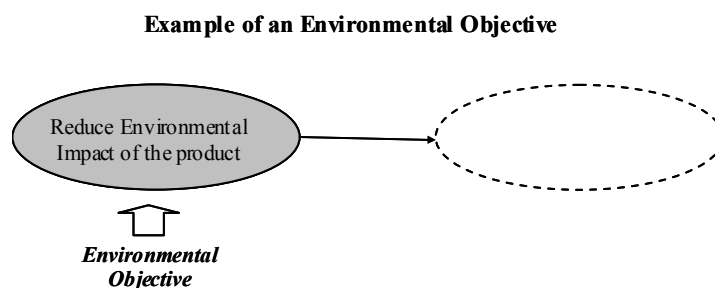 Example of an Environmental Objective
Reduce Environmental
Impact of the product
Environmental
Objective